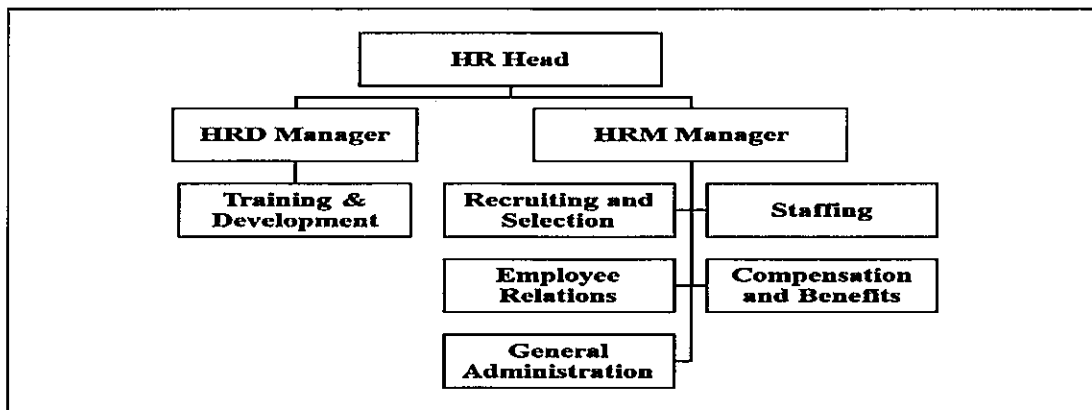 HR Head
HRD Manager
HRM Manager
Training &
Development
Recruiting and
Selection
Staffing
Employee
Relations
Compensation
and Benefits
General
Administration